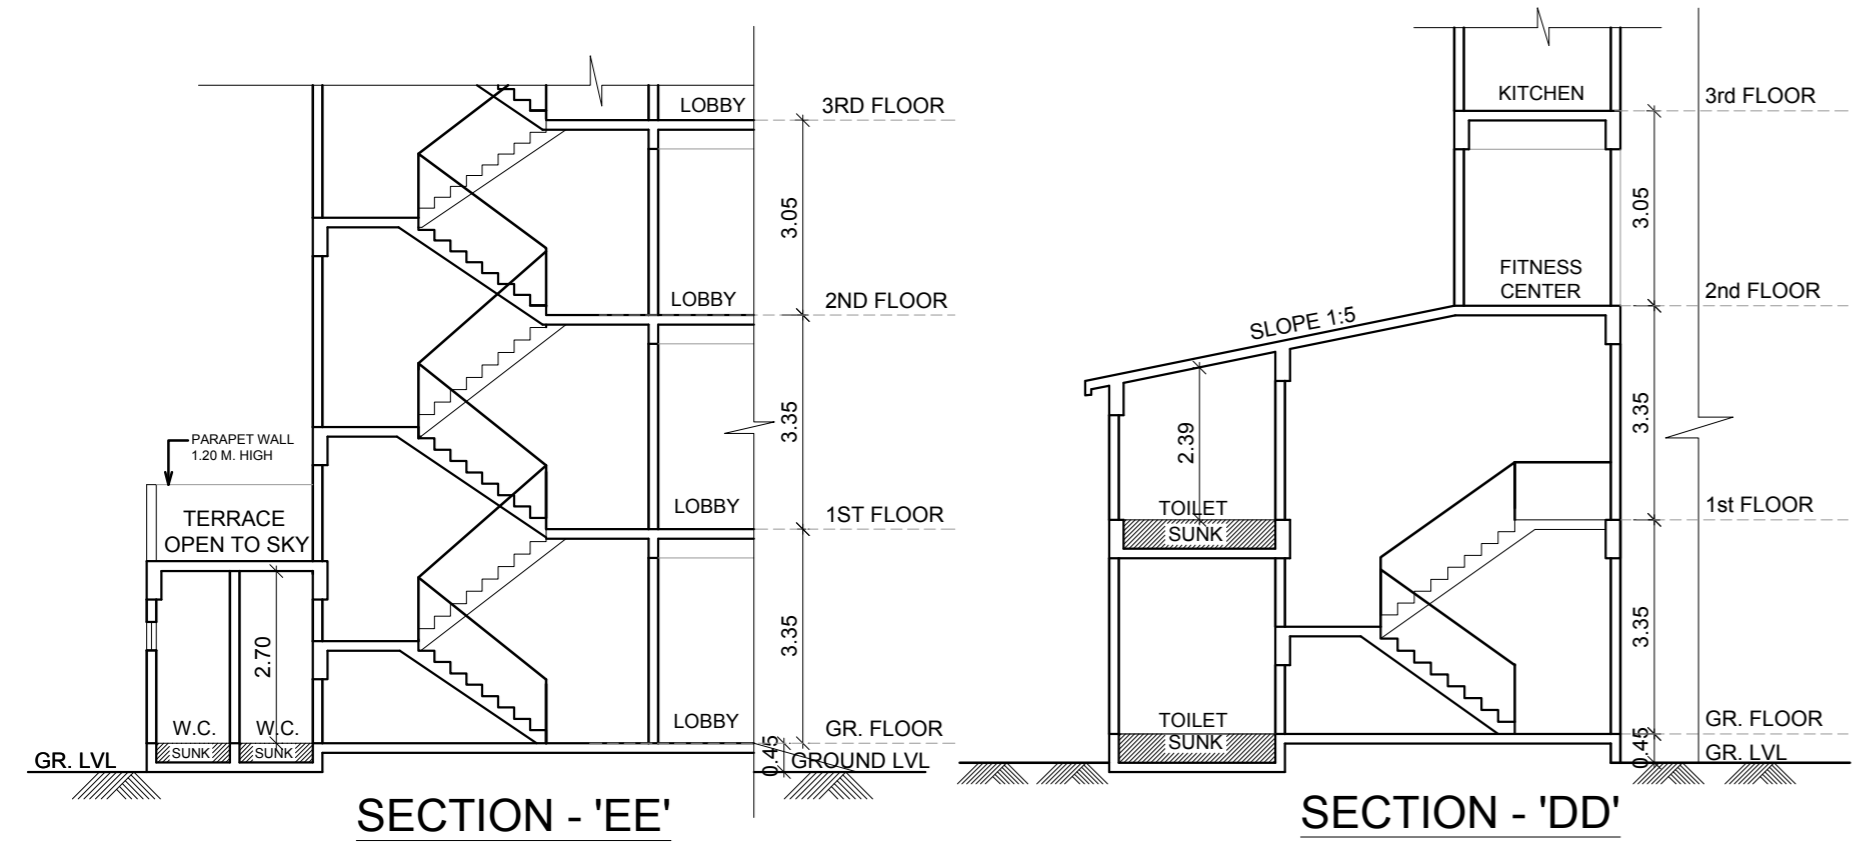 LOBBY
3RD FLOOR
3.05
LOBBY
2ND FLOOR
3.35
PARAPET WALL
1.20 M. HIGH
TERRACE
OPEN TO SKY
LOBBY
1ST FLOOR
3.35
2.70
W.C.
W.C.
SUNK
SUNK
LOBBY
GR. FLOOR
0.45
GR. LVL
GROUND LVL
SECTION - 'EE'
KITCHEN
3rd FLOOR
3.05
FITNESS
CENTER
2nd FLOOR
SLOPE 1:5
3.35
2.39
TOILET
SUNK
1st FLOOR
3.35
TOILET
SUNK
GR. FLOOR
0.45
GR. LVL
SECTION - 'DD'